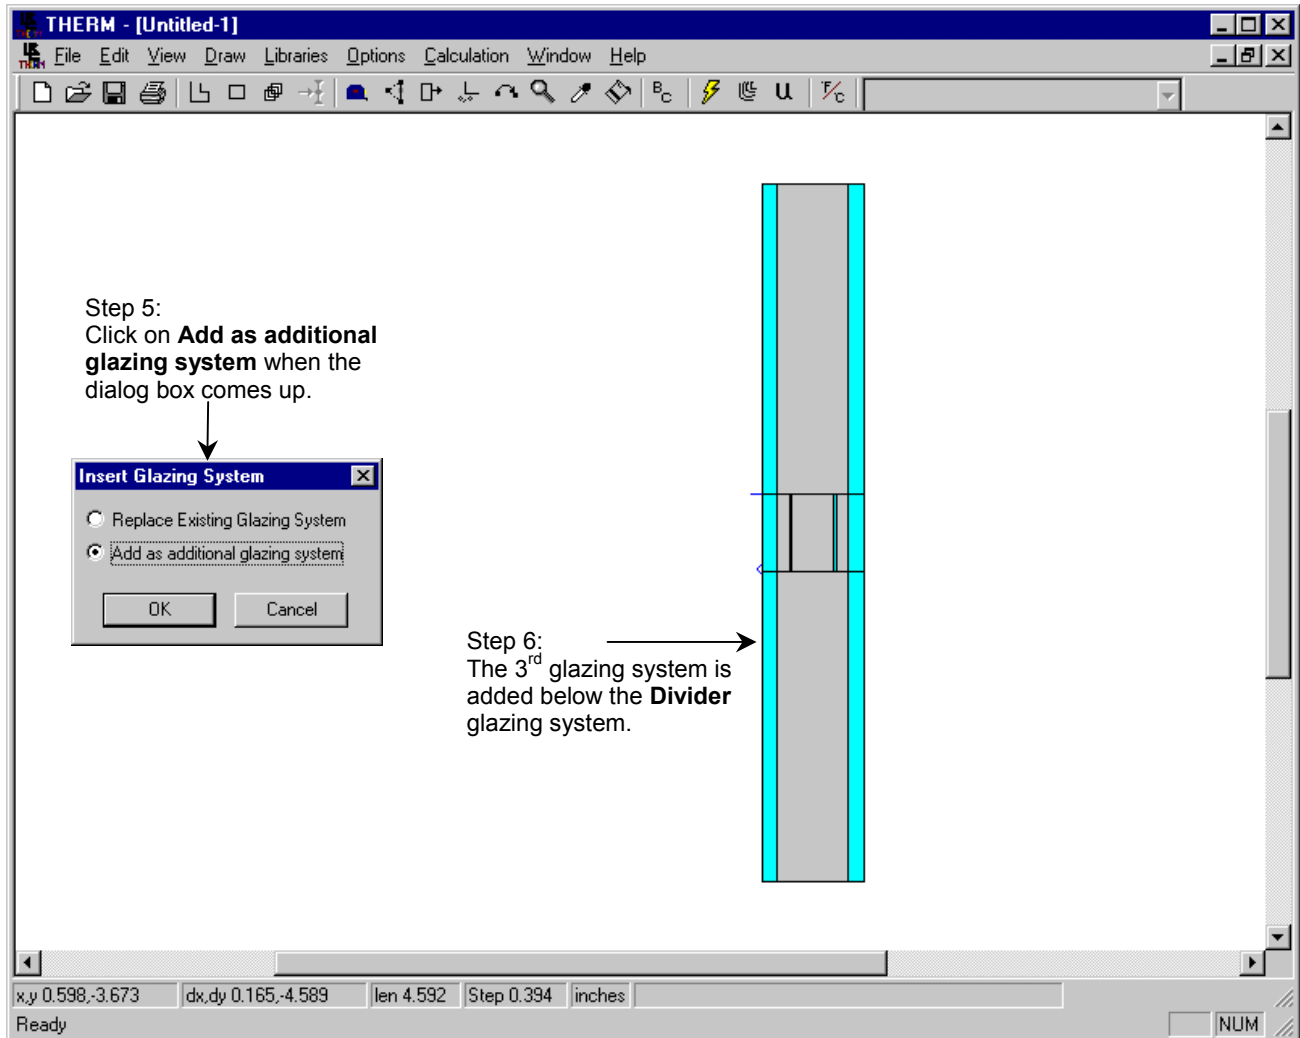 THERM - [Untitled-1]
File Edit View Draw Libraries Options Calculation Window Help
BC U °F/C
Step 5:
Click on Add as additional
glazing system when the
dialog box comes up.
Insert Glazing System
Replace Existing Glazing System
Add as additional glazing system
OK Cancel
Step 6:
The 3rd glazing system is
added below the Divider
glazing system.
x,y 0.598,-3.673 dx,dy 0.165,-4.589 len 4.592 Step 0.394 inches
Ready NUM